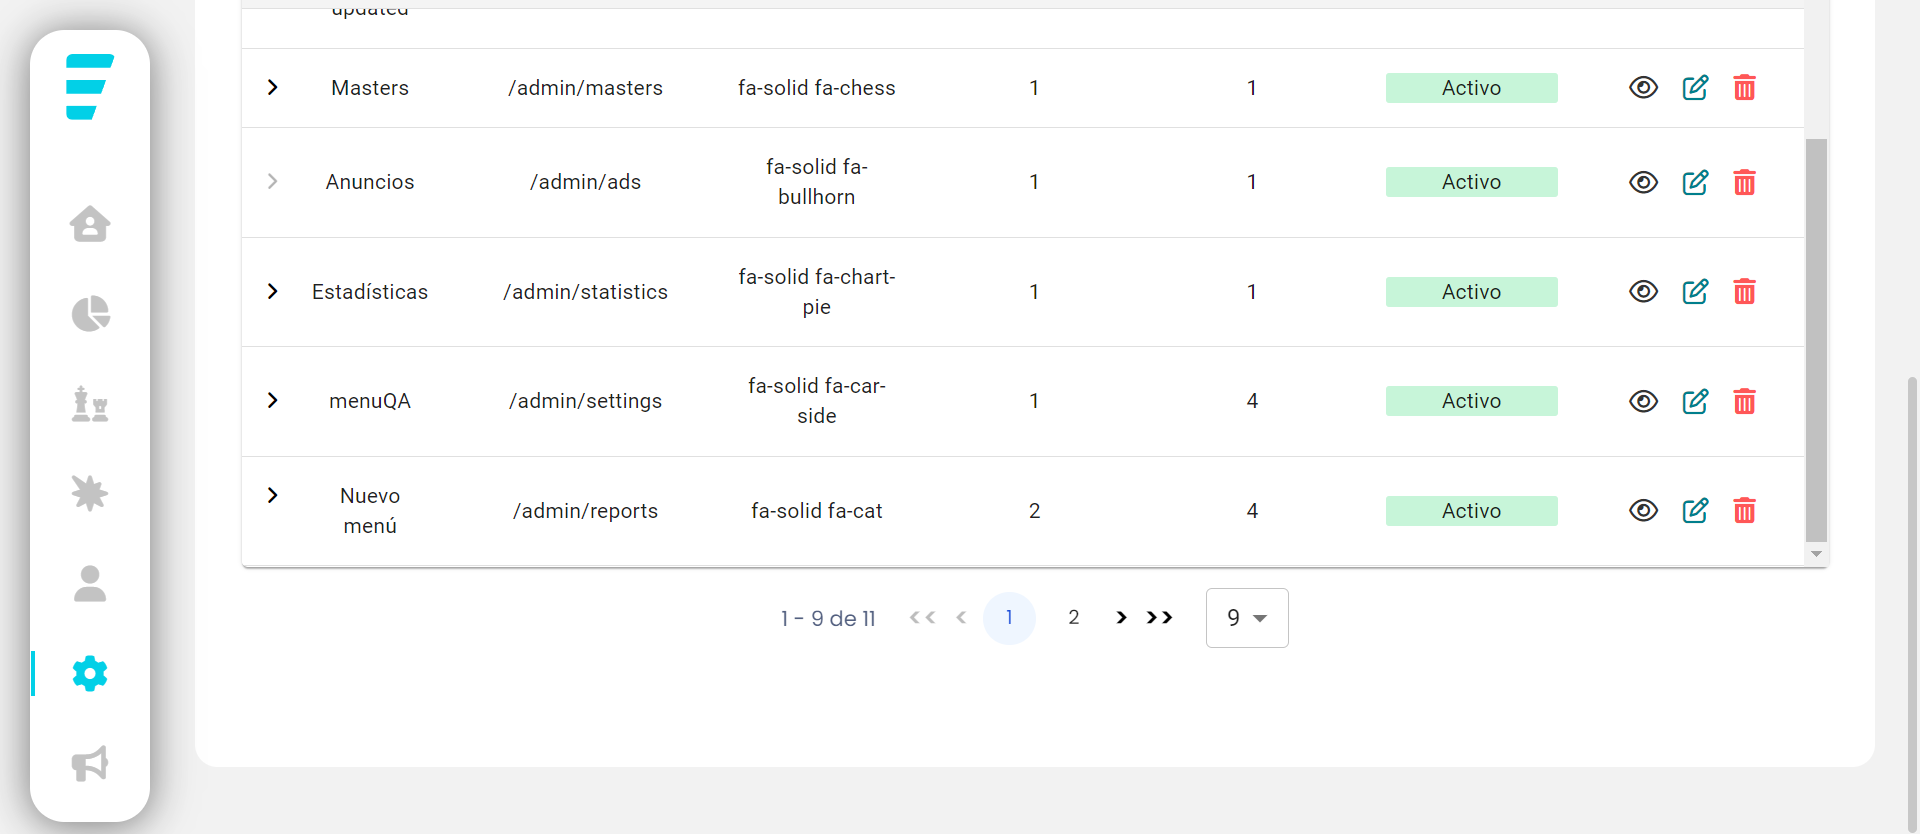 updated
Masters /admin/masters fa-solid fa-chess 1 1 Activo
Anuncios /admin/ads fa-solid fa-
bullhorn 1 1 Activo
Estadísticas /admin/statistics fa-solid fa-chart-
pie 1 1 Activo
menuQA /admin/settings fa-solid fa-car-
side 1 4 Activo
Nuevo
menú /admin/reports fa-solid fa-cat 2 4 Activo
1 - 9 de 11 << < 1 2 > >> 9